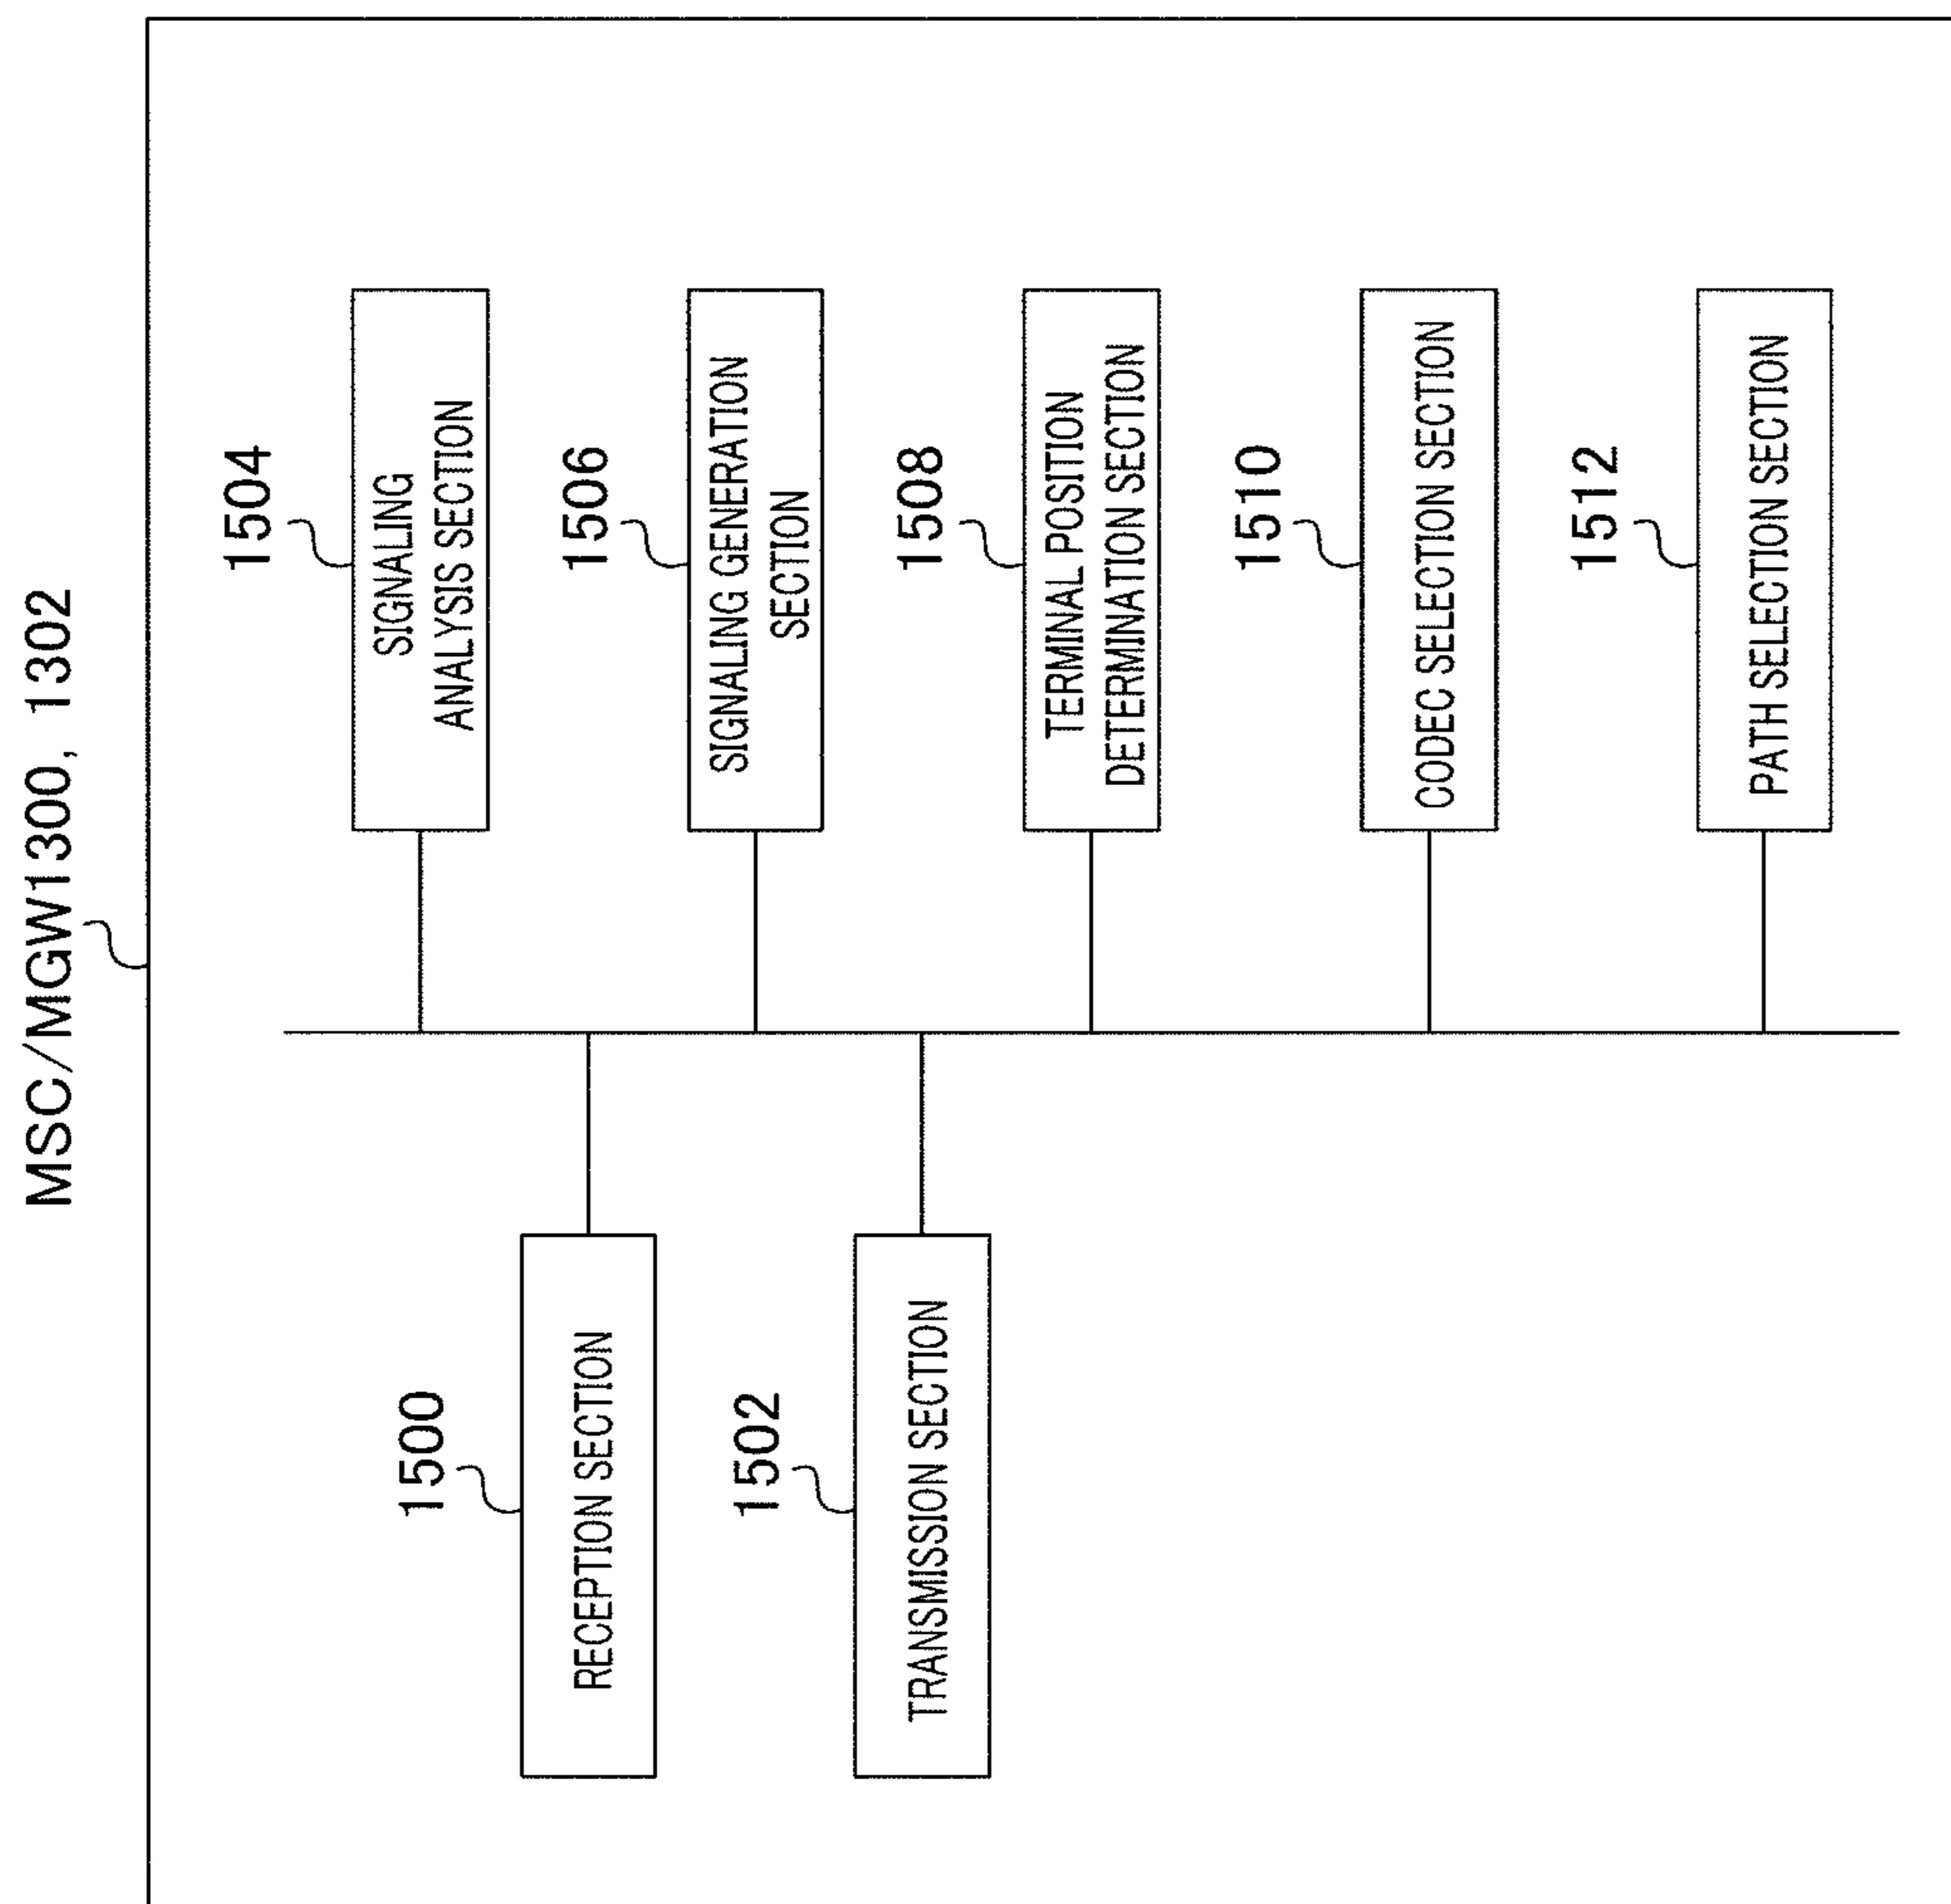 MSC/MGW1300, 1302
1500
RECEPTION SECTION
1502
TRANSMISSION SECTION
1504
SIGNALING
ANALYSIS SECTION
1506
SIGNALING GENERATION
SECTION
1508
TERMINAL POSITION
DETERMINATION SECTION
1510
CODEC SELECTION SECTION
1512
PATH SELECTION SECTION